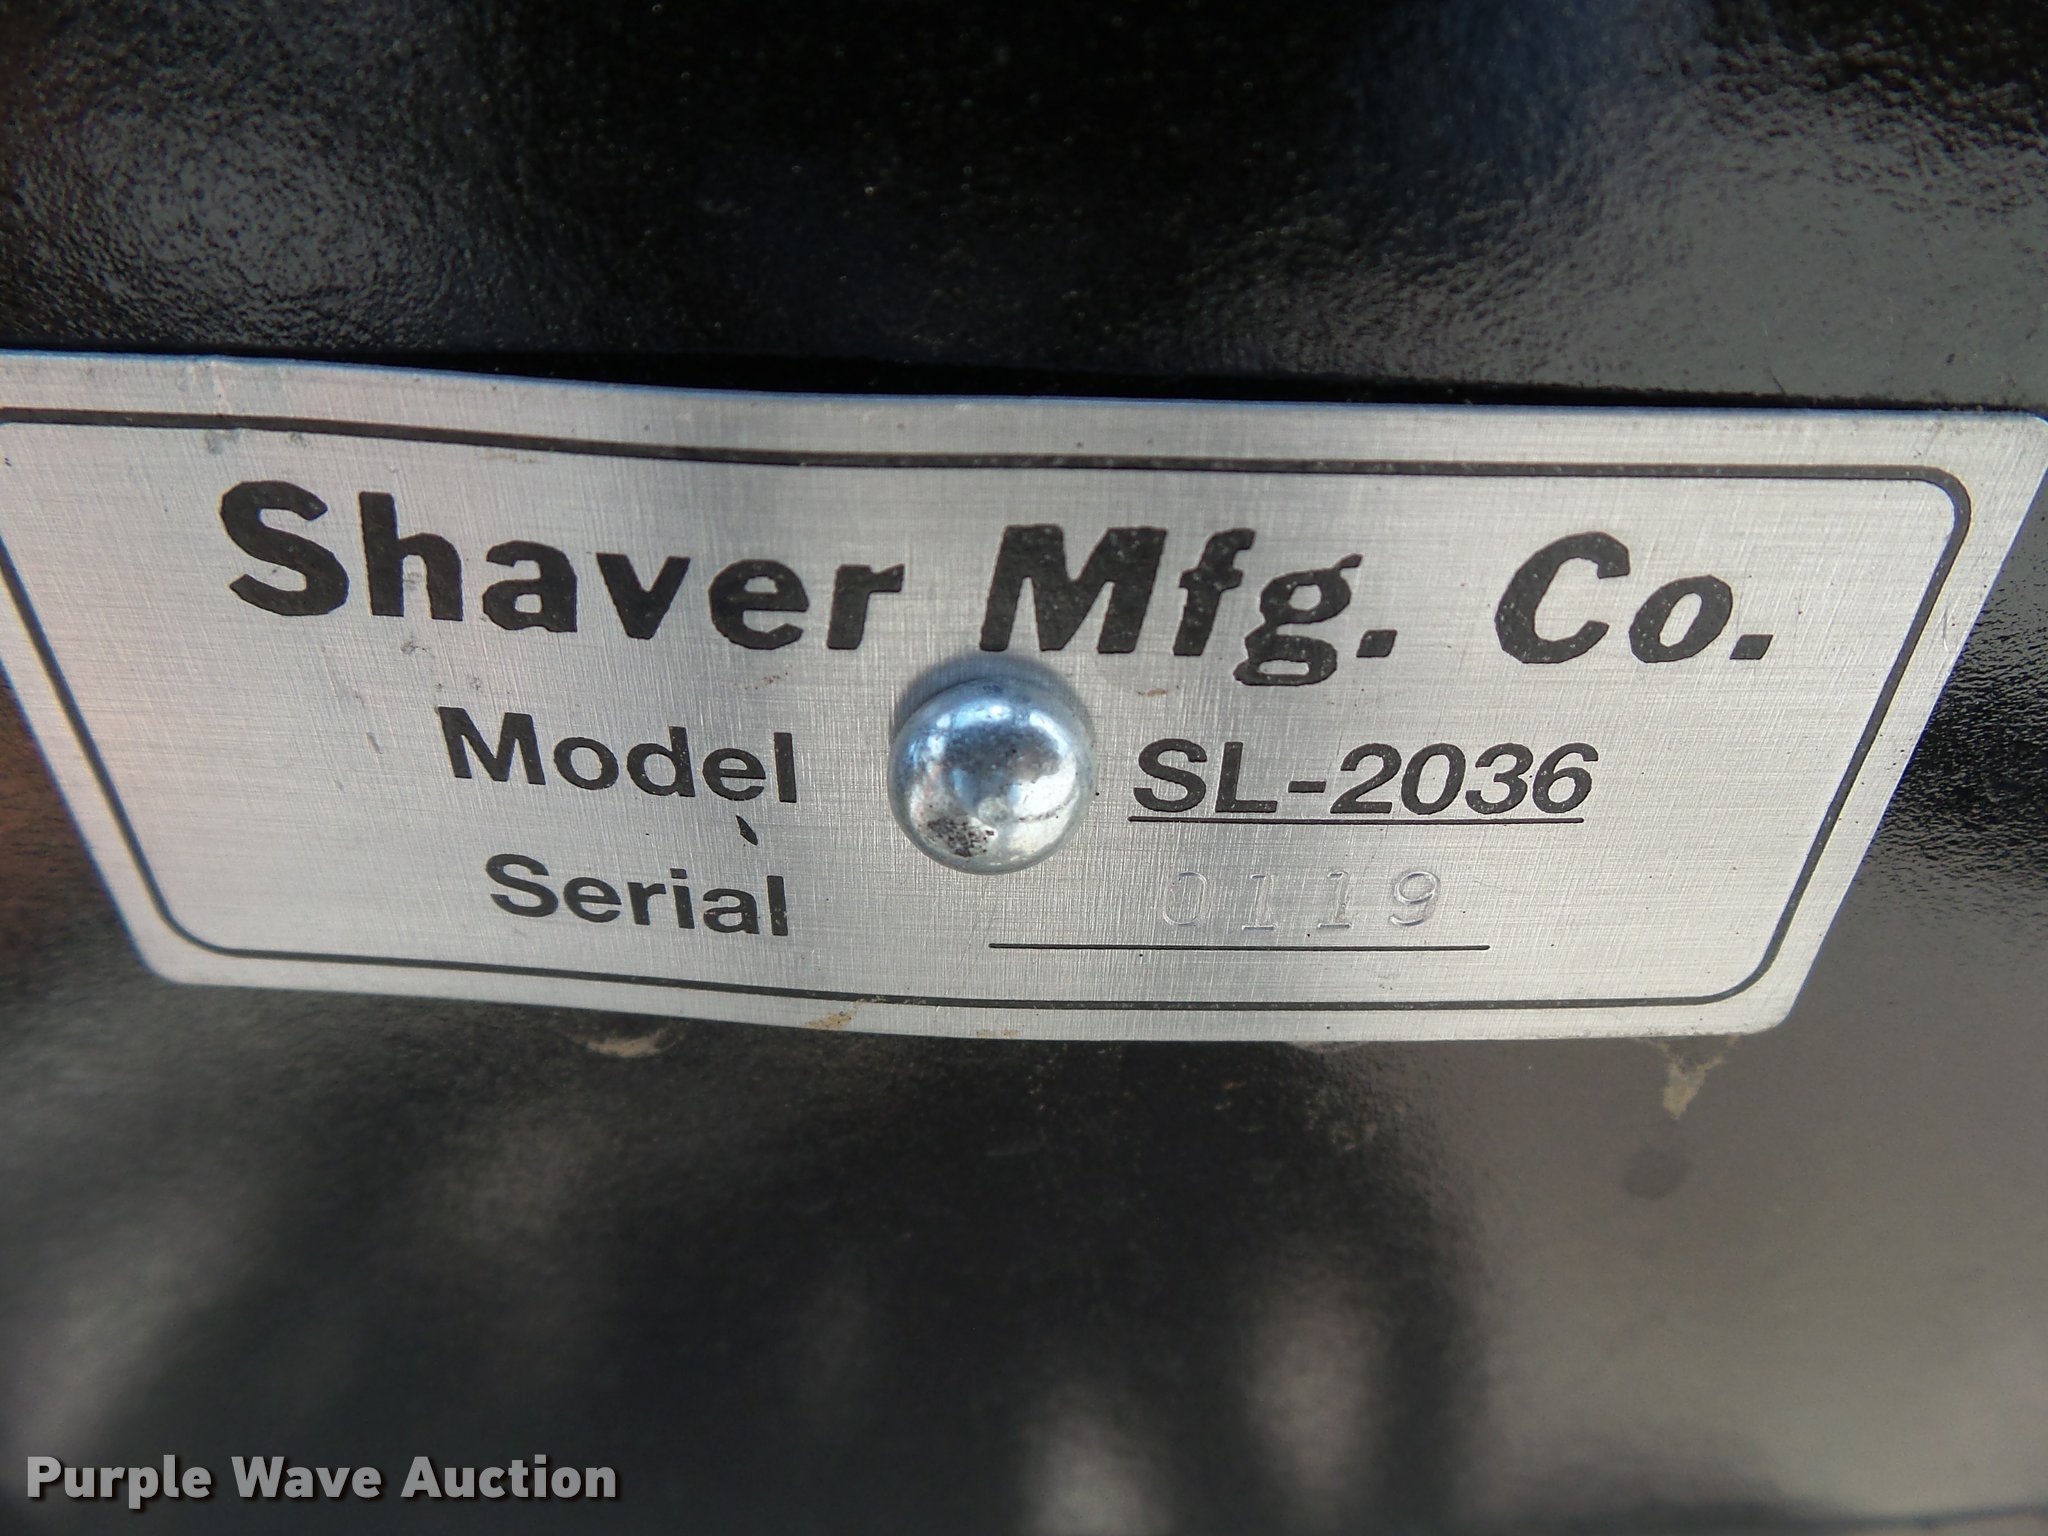 Shaver Mfg. Co.
Model SL-2036
Serial 0119
Purple Wave Auction